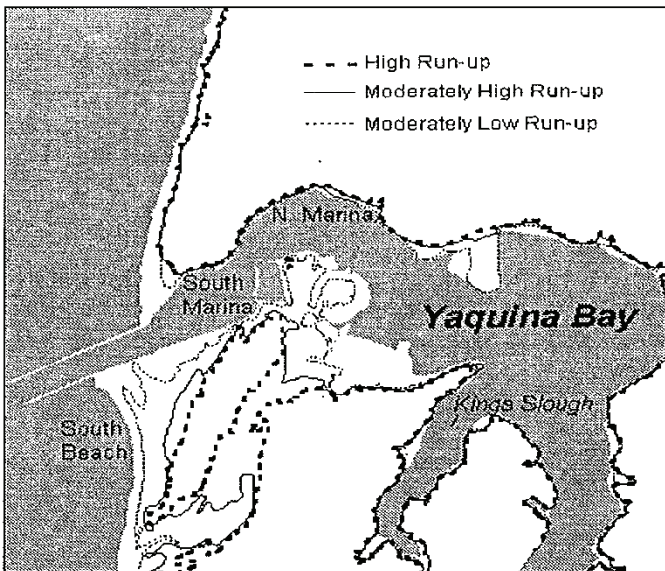 High Run-up
Moderately High Run-up
Moderately Low Run-up
N. Marina
South
Marina
Yaquina Bay
Kings Slough
South
Beach